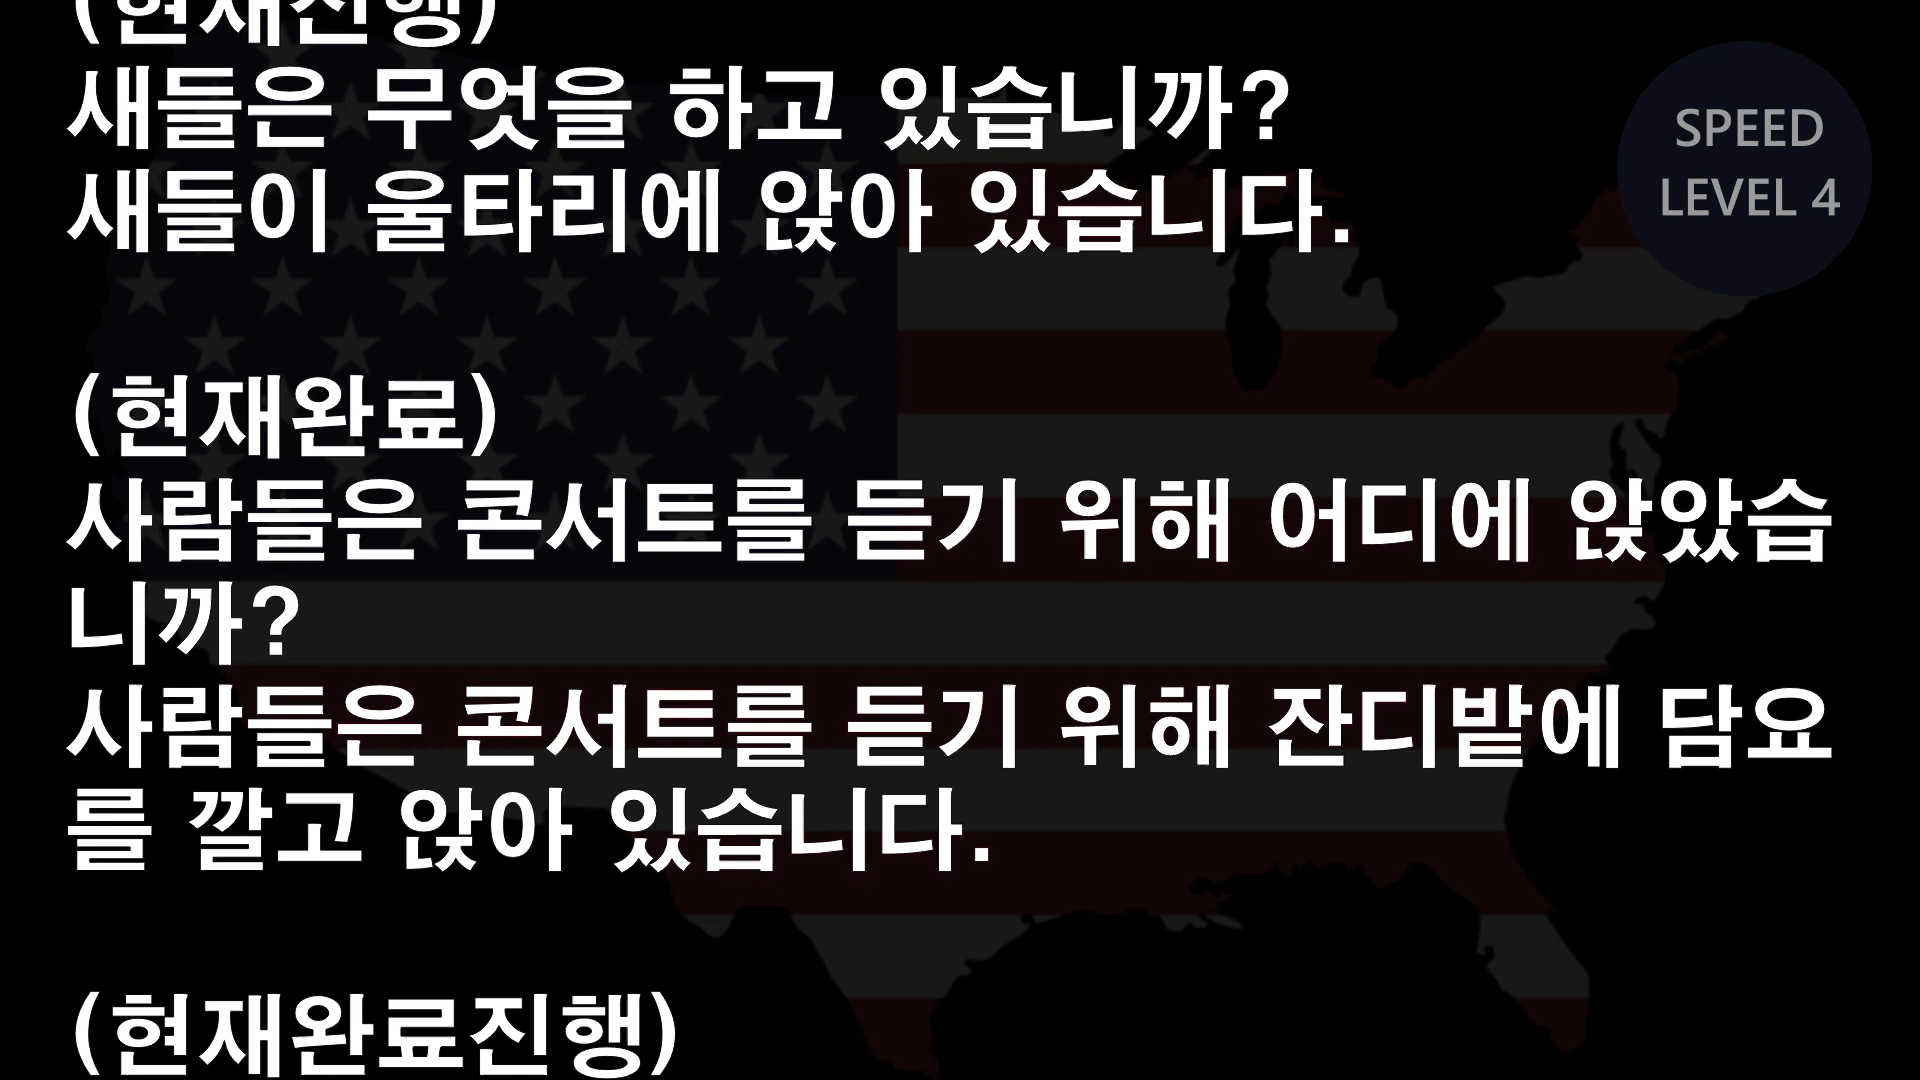 (현재진행)
새들은 무엇을 하고 있습니까?
새들이 울타리에 앉아 있습니다.
SPEED
LEVEL 4
(현재완료)
사람들은 콘서트를 듣기 위해 어디에 앉았습
니까?
사람들은 콘서트를 듣기 위해 잔디밭에 담요
를 깔고 앉아 있습니다.
(현재완료진행)